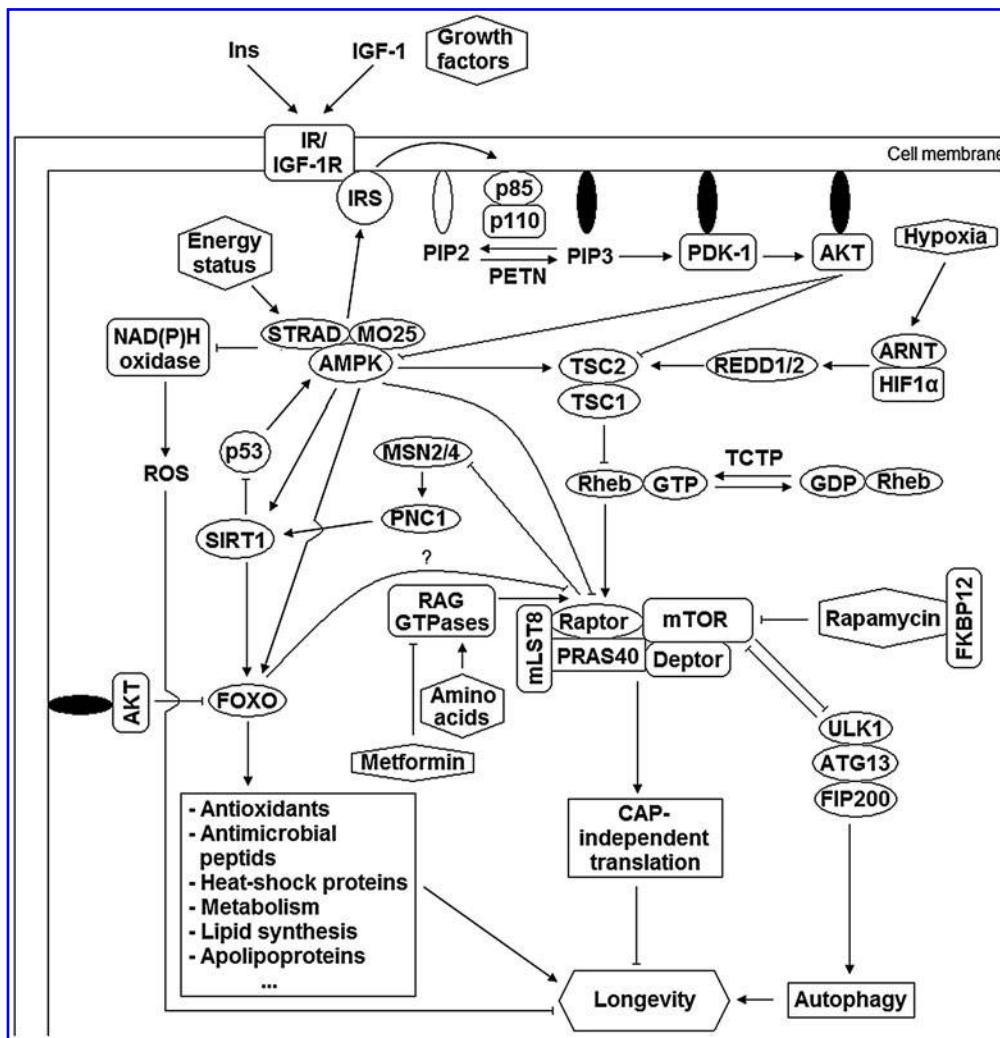 Ins
IGF-1
Growth
factors
IR/
IGF-1R
Cell membrane
IRS
p85
p110
Energy
status
PIP2
PIP3
PETN
PDK-1
AKT
Hypoxia
NAD(P)H
oxidase
STRAD
MO25
AMPK
TSC2
TSC1
REDD1/2
ARNT
HIF1α
p53
ROS
MSN2/4
PNC1
SIRT1
Rheb
GTP
TCTP
GDP
Rheb
?
RAG
GTPases
Raptor
mTOR
mLST8
PRAS40
Deptor
Rapamycin
FKBP12
AKT
FOXO
Amino
acids
Metformin
ULK1
ATG13
FIP200
- Antioxidants
- Antimicrobial
peptids
- Heat-shock proteins
- Metabolism
- Lipid synthesis
- Apolipoproteins
...
CAP-
independent
translation
Longevity
Autophagy